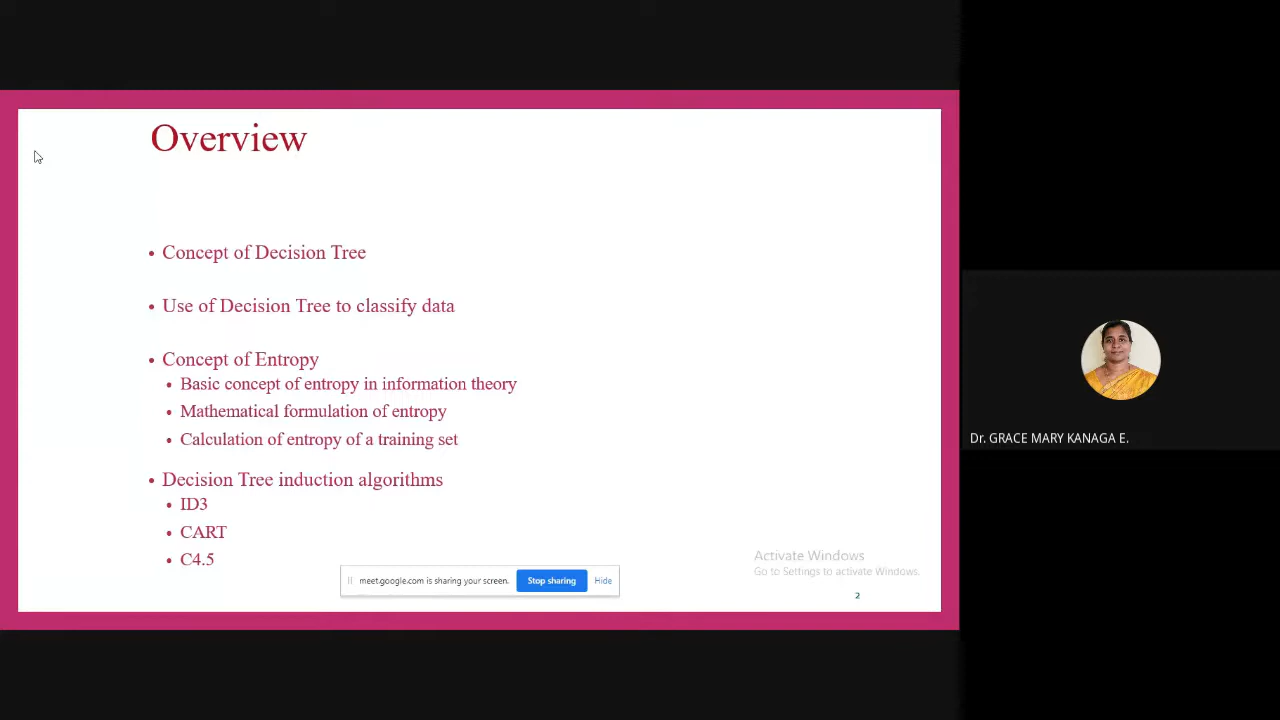 Overview
• Concept of Decision Tree
• Use of Decision Tree to classify data
• Concept of Entropy
• Basic concept of entropy in information theory
• Mathematical formulation of entropy
• Calculation of entropy of a training set
• Decision Tree induction algorithms
• ID3
• CART
• C4.5
meet.google.com is sharing your screen. Stop sharing Hide
Activate Windows
Go to Settings to activate Windows.
2
Dr. GRACE MARY KANAGA E.